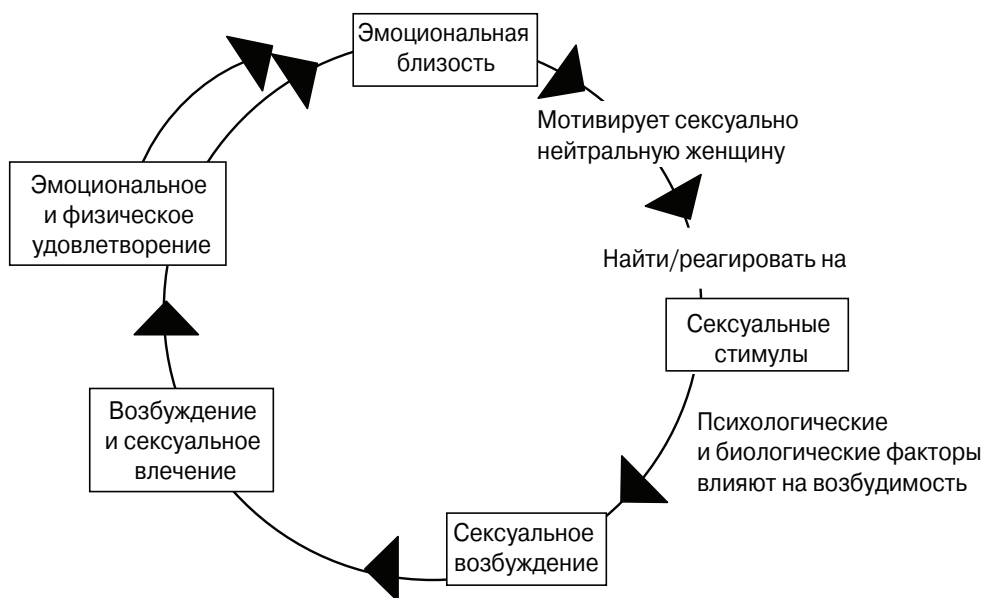 Эмоциональная
близость
Мотивирует сексуально
нейтральную женщину
Найти/реагировать на
Сексуальные
стимулы
Психологические
и биологические факторы
влияют на возбудимость
Сексуальное
возбуждение
Возбуждение
и сексуальное
влечение
Эмоциональное
и физическое
удовлетворение